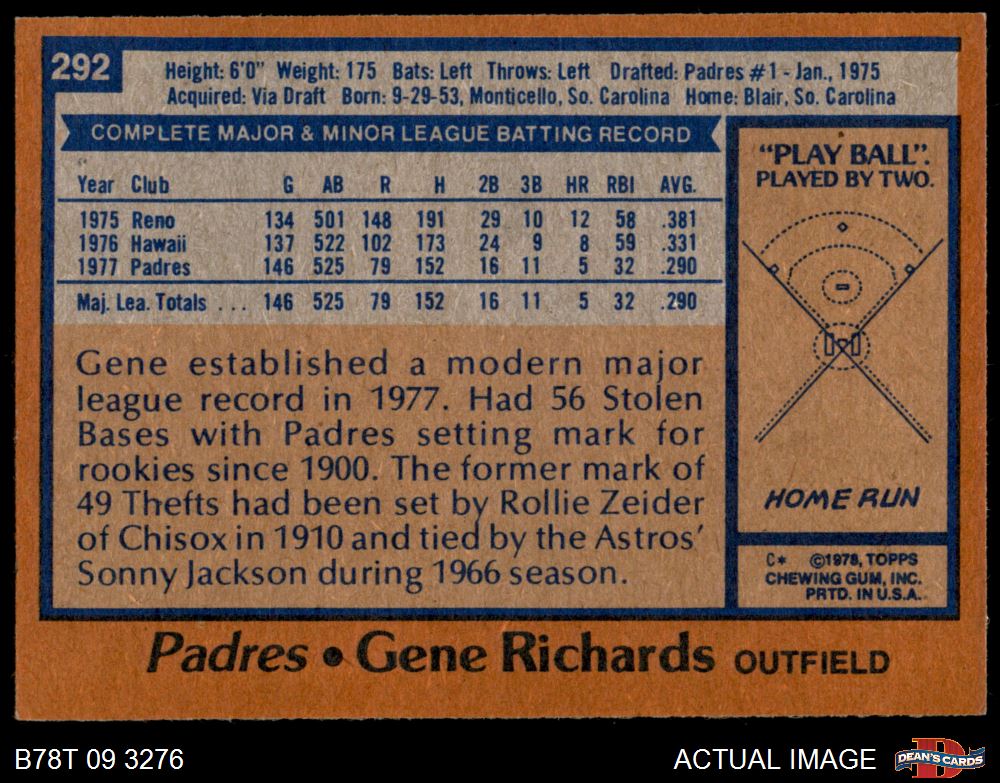 292
Height: 6'0" Weight: 175 Bats: Left Throws: Left Drafted: Padres #1 - Jan., 1975
Acquired: Via Draft Born: 9-29-53, Monticello, So. Carolina Home: Blair, So. Carolina
COMPLETE MAJOR & MINOR LEAGUE BATTING RECORD
Year Club G AB R H 2B 3B HR RBI AVG.
1975 Reno 134 501 148 191 29 10 12 58 .381
1976 Hawaii 137 522 102 173 24 9 8 59 .331
1977 Padres 146 525 79 152 16 11 5 32 .290
Maj. Lea. Totals ... 146 525 79 152 16 11 5 32 .290
Gene established a modern major
league record in 1977. Had 56 Stolen
Bases with Padres setting mark for
rookies since 1900. The former mark of
49 Thefts had been set by Rollie Zeider
of Chisox in 1910 and tied by the Astros'
Sonny Jackson during 1966 season.
"PLAY BALL".
PLAYED BY TWO.
HOME RUN
C* ©1978, TOPPS
CHEWING GUM, INC.
PRTD. IN U.S.A.
Padres • Gene Richards OUTFIELD
B78T 09 3276
ACTUAL IMAGE
D
DEAN'S CARDS